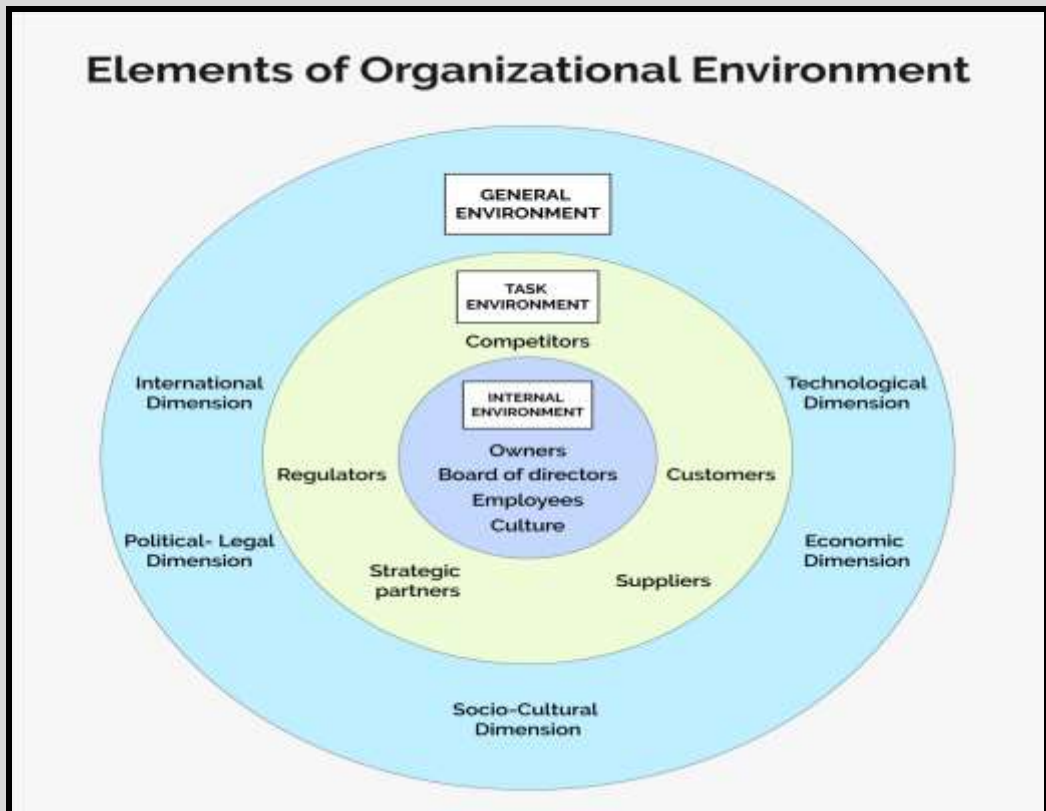 Elements of Organizational Environment
GENERAL
ENVIRONMENT
TASK
ENVIRONMENT
Competitors
INTERNAL
ENVIRONMENT
Owners
Board of directors
Employees
Culture
International
Dimension
Technological
Dimension
Regulators
Customers
Political- Legal
Dimension
Economic
Dimension
Strategic
partners
Suppliers
Socio-Cultural
Dimension